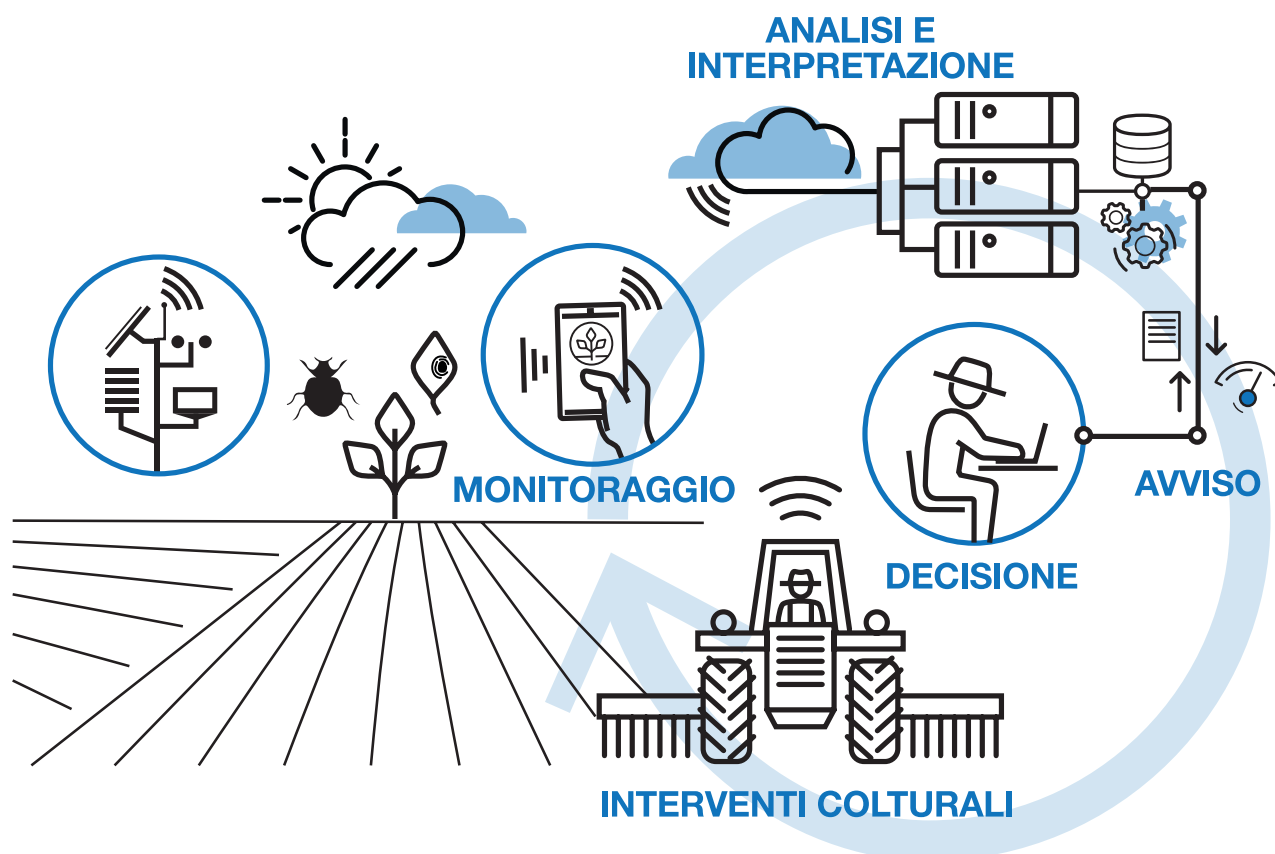 ANALISI E
INTERPRETAZIONE
MONITORAGGIO
AVVISO
DECISIONE
INTERVENTI COLTURALI